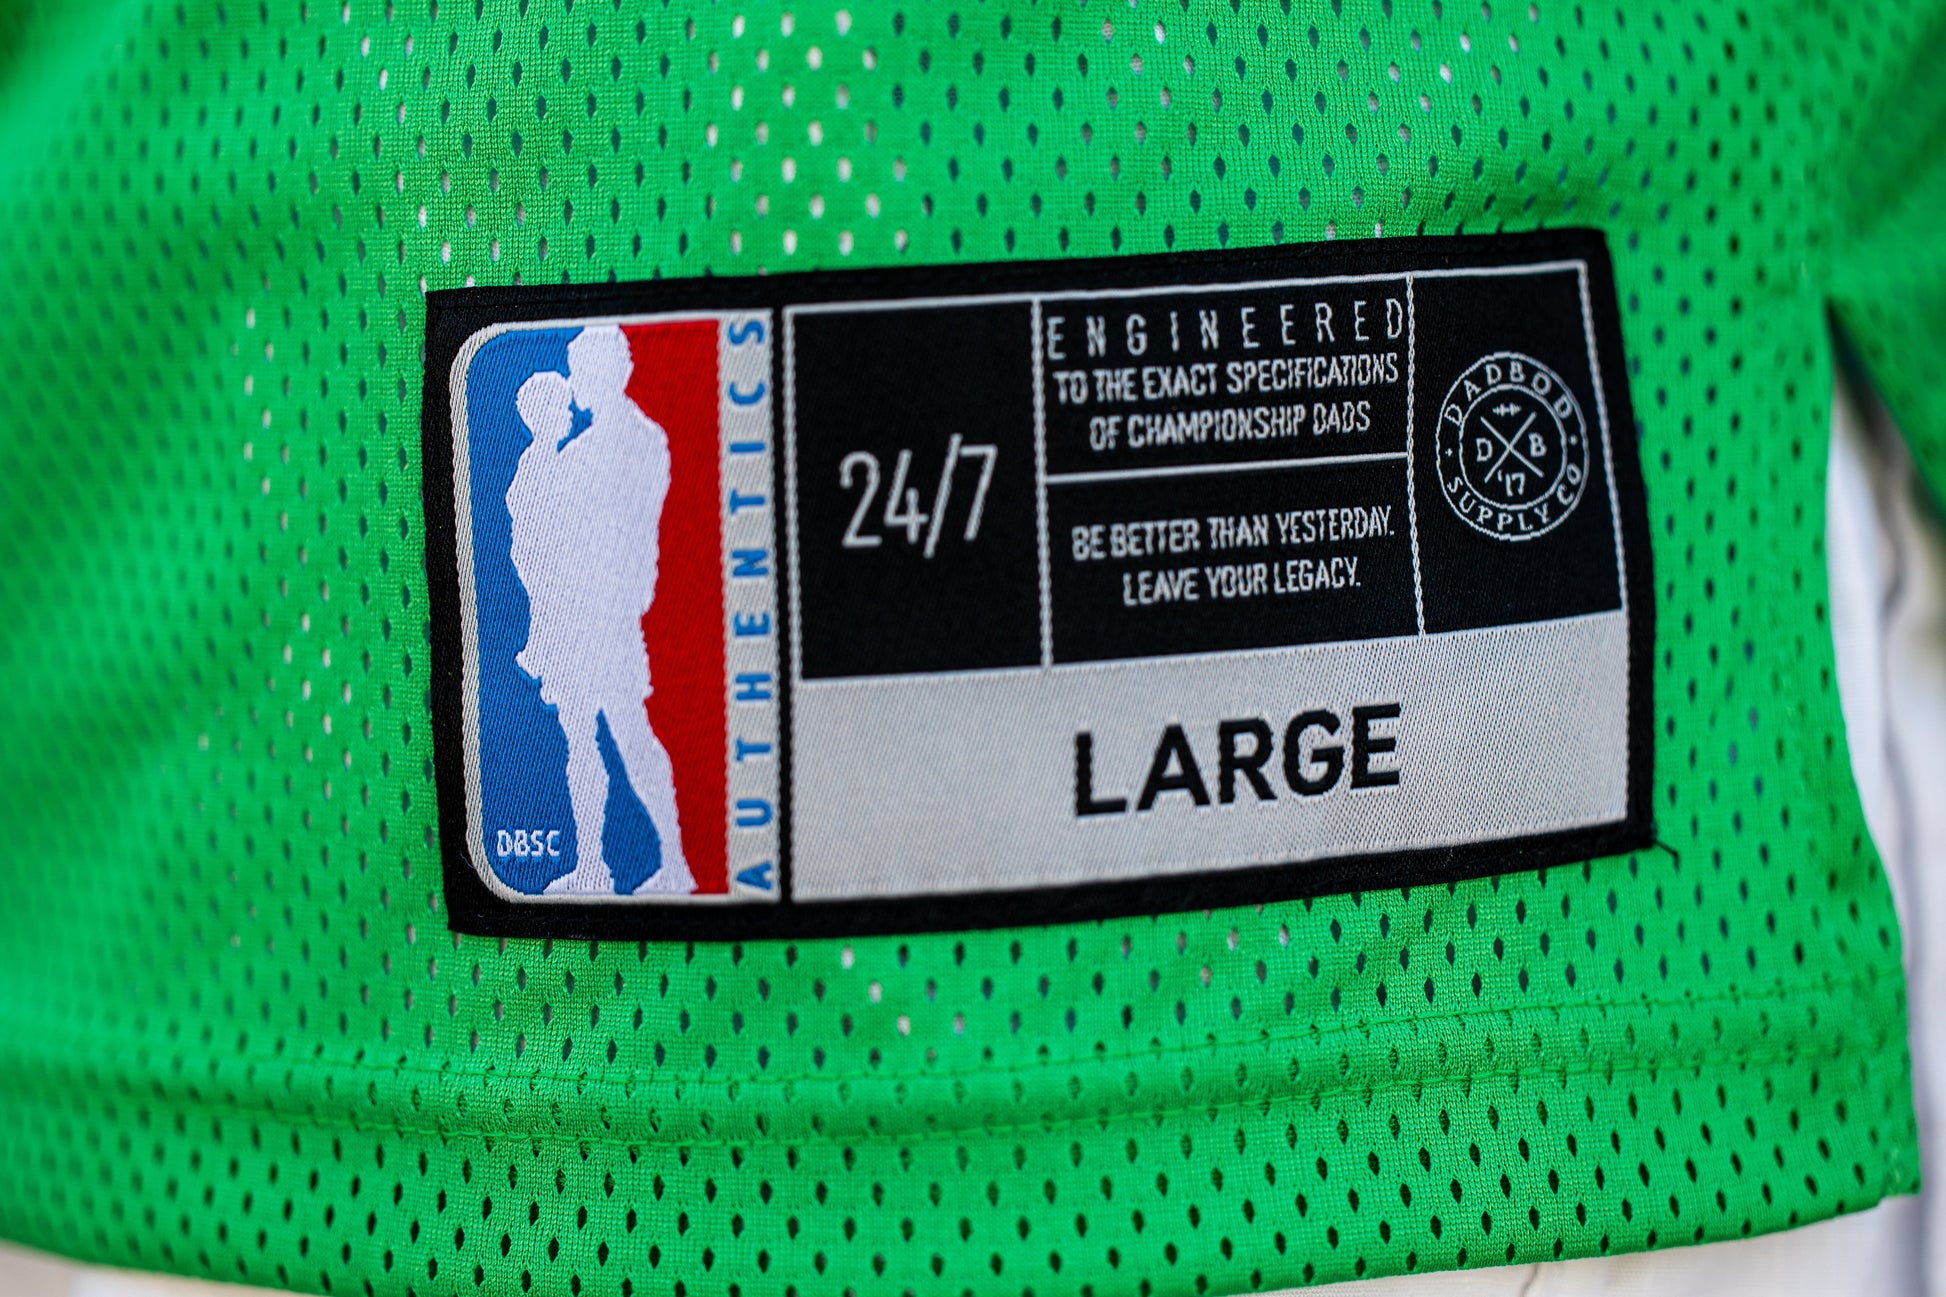 DBSC
AUTHENTICS
24/7
ENGINEERED
TO THE EXACT SPECIFICATIONS
OF CHAMPIONSHIP DADS
BE BETTER THAN YESTERDAY.
LEAVE YOUR LEGACY.
DADBOD
D B
'17
SUPPLY CO
LARGE